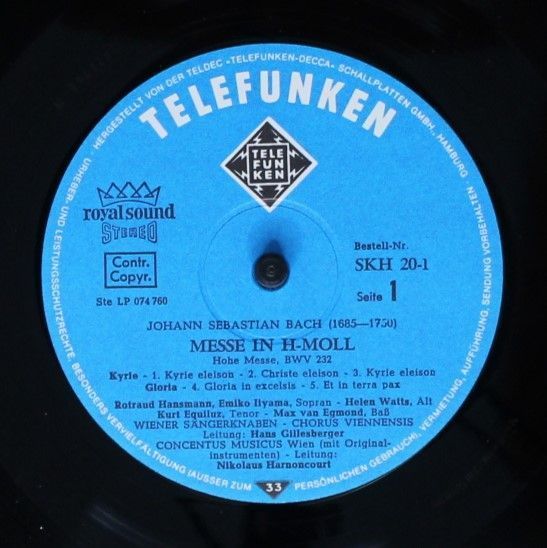 HERGESTELLT VON DER TELDEC »TELEFUNKEN-DECCA« SCHALLPLATTEN GMBH., HAMBURG
URHEBER- UND LEISTUNGSSCHUTZRECHTE, BESONDERS VERVIELFÄLTIGUNG (AUSSER ZUM PERSÖNLICHEN GEBRAUCH), VERMIETUNG, AUFFÜHRUNG, SENDUNG VORBEHALTEN
TELEFUNKEN
TELE
FUN
KEN
royal sound
STEREO
Contr.
Copyr.
Ste LP 074 760
Bestell-Nr.
SKH 20-1
Seite 1
JOHANN SEBASTIAN BACH (1685—1750)
MESSE IN H-MOLL
Hohe Messe, BWV 232
Kyrie - 1. Kyrie eleison - 2. Christe eleison - 3. Kyrie eleison
Gloria - 4. Gloria in excelsis - 5. Et in terra pax
Rotraud Hansmann, Emiko Iiyama, Sopran - Helen Watts, Alt
Kurt Equiluz, Tenor - Max van Egmond, Baß
WIENER SÄNGERKNABEN - CHORUS VIENNENSIS
Leitung: Hans Gillesberger
CONCENTUS MUSICUS Wien (mit Original-
instrumenten) - Leitung:
Nikolaus Harnoncourt
33